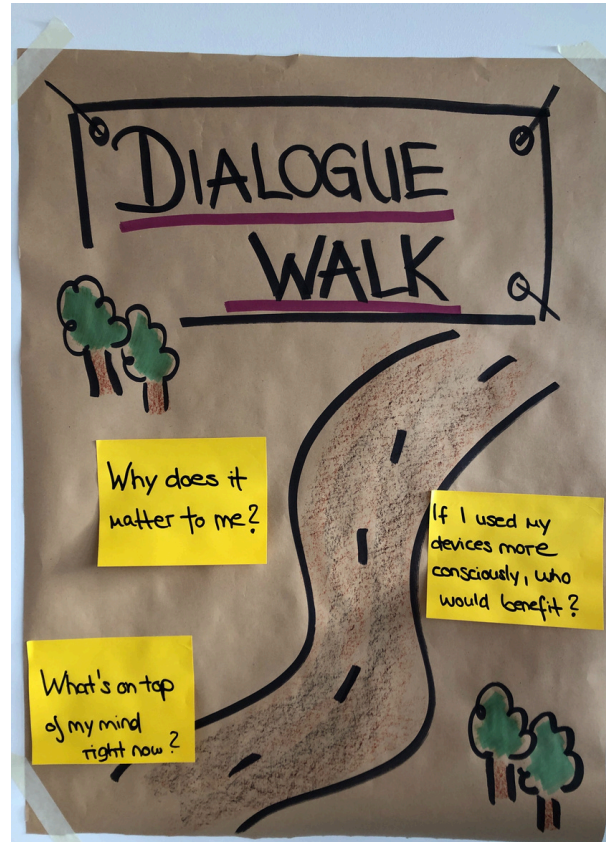 DIALOGUE
WALK
Why does it
matter to me?
If I used my
devices more
consciously, who
would benefit?
What's on top
of my mind
right now?